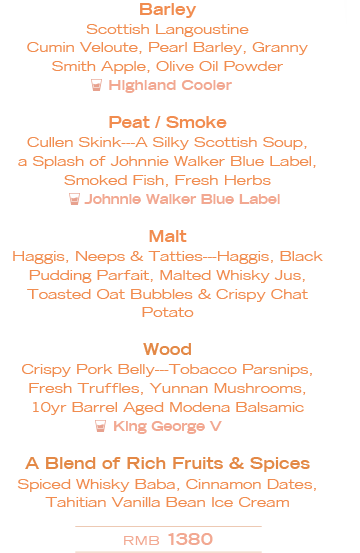 Barley
Scottish Langoustine
Cumin Veloute, Pearl Barley, Granny
Smith Apple, Olive Oil Powder
Highland Cooler
Peat / Smoke
Cullen Skink---A Silky Scottish Soup,
a Splash of Johnnie Walker Blue Label,
Smoked Fish, Fresh Herbs
Johnnie Walker Blue Label
Malt
Haggis, Neeps & Tatties---Haggis, Black
Pudding Parfait, Malted Whisky Jus,
Toasted Oat Bubbles & Crispy Chat
Potato
Wood
Crispy Pork Belly---Tobacco Parsnips,
Fresh Truffles, Yunnan Mushrooms,
10yr Barrel Aged Modena Balsamic
King George V
A Blend of Rich Fruits & Spices
Spiced Whisky Baba, Cinnamon Dates,
Tahitian Vanilla Bean Ice Cream
RMB 1380